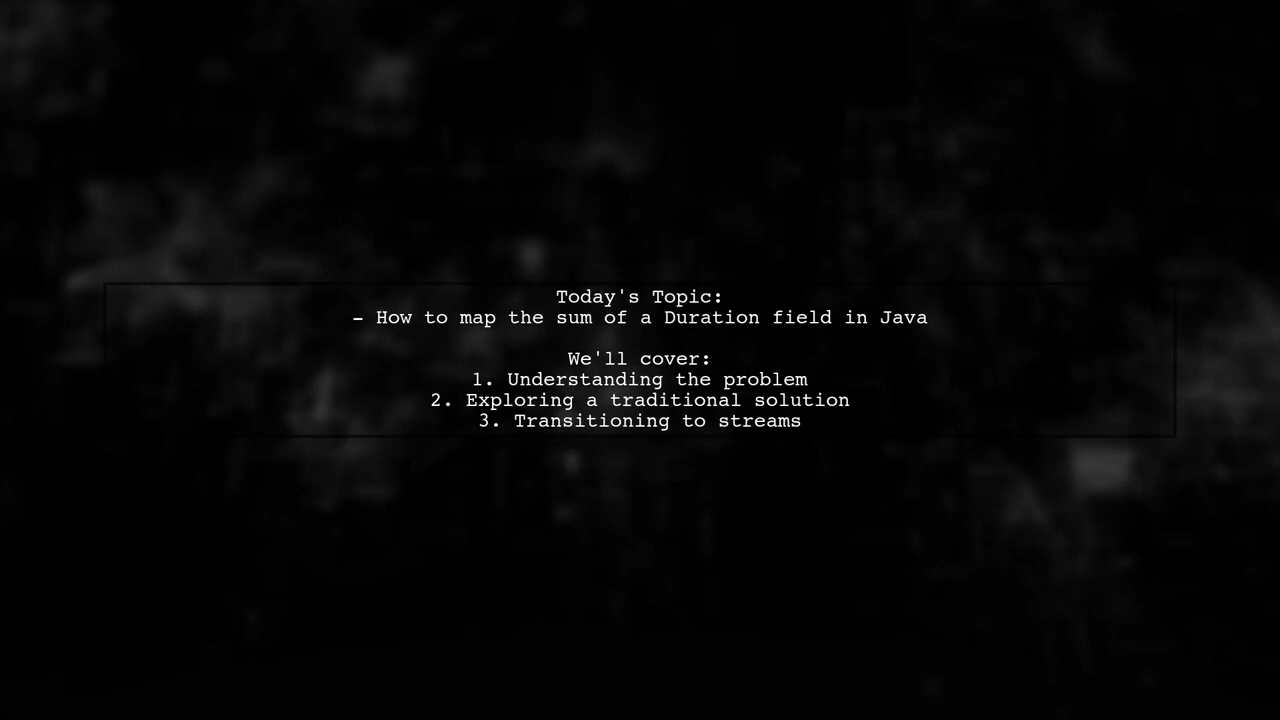 Today's Topic:
- How to map the sum of a Duration field in Java
We'll cover:
1. Understanding the problem
2. Exploring a traditional solution
3. Transitioning to streams